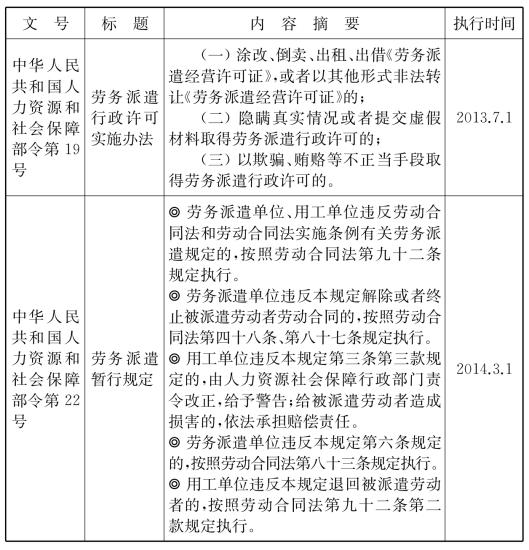 文号 标题 内容摘要 执行时间
中华人民
共和国人
力资源和
社会保障
部令第19
号
劳务派遣
行政许可
实施办法
（一）涂改、倒卖、出租、出借《劳务派
遣经营许可证》,或者以其他形式非法转
让《劳务派遣经营许可证》的；
（二）隐瞒真实情况或者提交虚假
材料取得劳务派遣行政许可的；
（三）以欺骗、贿赂等不正当手段取
得劳务派遣行政许可的。
2013.7.1
中华人民
共和国人
力资源和
社会保障
部令第22
号
劳务派遣
暂行规定
◎ 劳务派遣单位、用工单位违反劳动合
同法和劳动合同法实施条例有关劳务派
遣规定的,按照劳动合同法第九十二条
规定执行。
◎ 劳务派遣单位违反本规定解除或者终
止被派遣劳动者劳动合同的,按照劳动合
同法第四十八条、第八十七条规定执行。
◎ 用工单位违反本规定第三条第三款规
定的,由人力资源社会保障行政部门责
令改正,给予警告；给被派遣劳动者造成
损害的,依法承担赔偿责任。
◎ 劳务派遣单位违反本规定第六条规定
的,按照劳动合同法第八十三条规定执行。
◎ 用工单位违反本规定退回被派遣劳动
者的,按照劳动合同法第九十二条第二
款规定执行。
2014.3.1